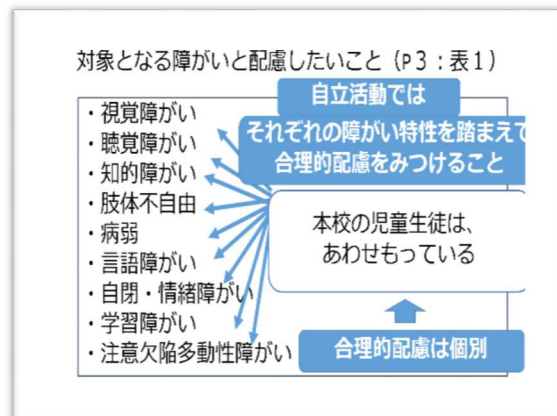 対象となる障がいと配慮したいこと（P3：表1）
自立活動では
それぞれの障がい特性を踏まえて
合理的配慮をみつけること
・視覚障がい
・聴覚障がい
・知的障がい
・肢体不自由
・病弱
・言語障がい
・自閉・情緒障がい
・学習障がい
・注意欠陥多動性障がい
本校の児童生徒は、
あわせもっている
合理的配慮は個別